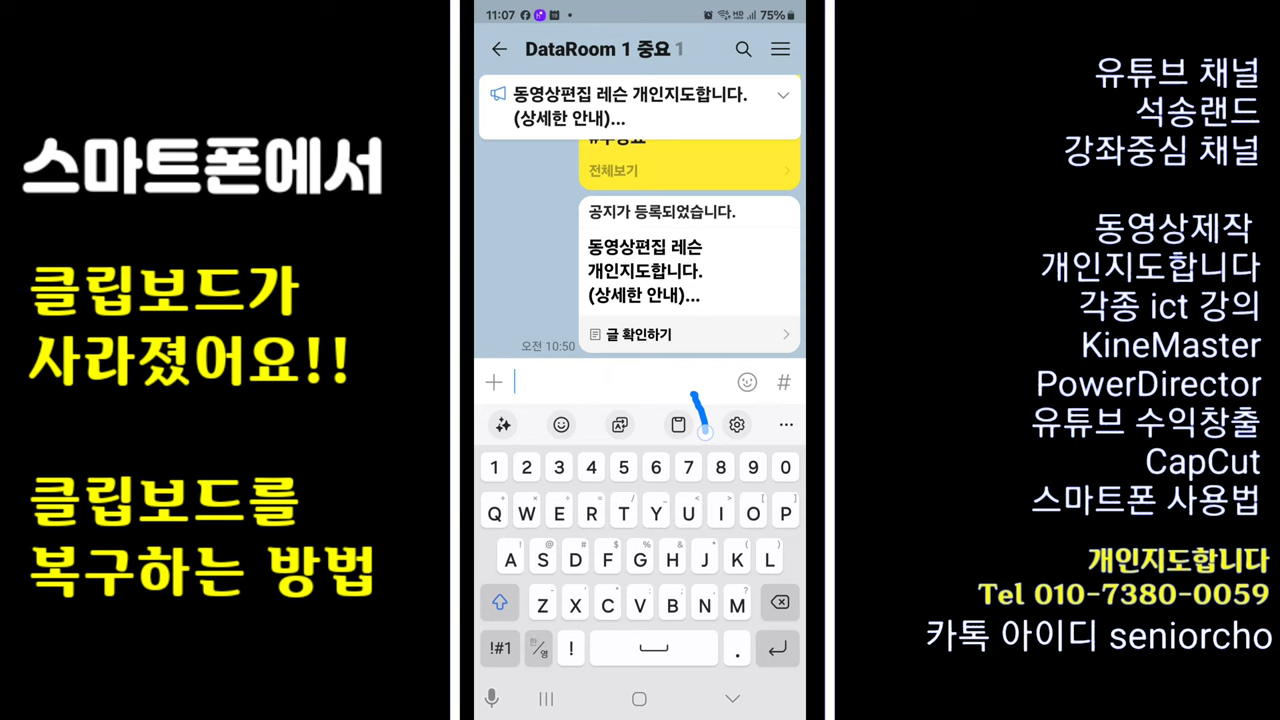 스마트폰에서
클립보드가
사라졌어요!!
클립보드를
복구하는 방법
11:07
HD
75%
DataRoom 1 중요 1
동영상편집 레슨 개인지도합니다.
(상세한 안내)...
전체보기
공지가 등록되었습니다.
동영상편집 레슨
개인지도합니다.
(상세한 안내)...
글 확인하기
오전 10:50
#
1 2 3 4 5 6 7 8 9 0
Q W E R T Y U I O P
A S D F G H J K L
Z X C V B N M
!#1 한/영 ! .
유튜브 채널
석송랜드
강좌중심 채널
동영상제작
개인지도합니다
각종 ict 강의
KineMaster
PowerDirector
유튜브 수익창출
CapCut
스마트폰 사용법
개인지도합니다
Tel 010-7380-0059
카톡 아이디 seniorcho